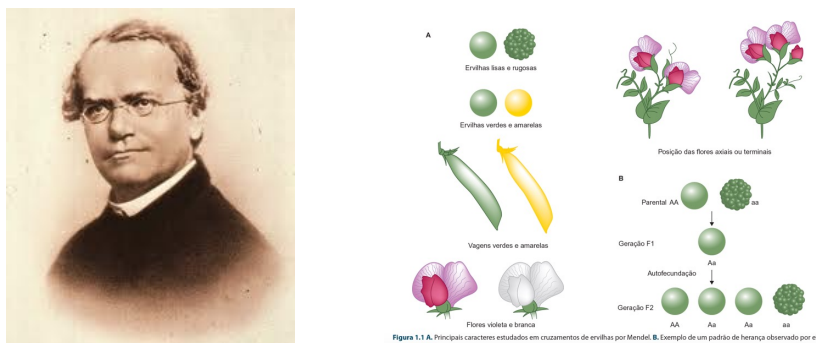 A
Ervilhas lisas e rugosas
Ervilhas verdes e amarelas
Vagens verdes e amarelas
Flores violeta e branca
Posição das flores axiais ou terminais
B
Parental AA
aa
Geração F1
Aa
Autofecundação
Geração F2
AA Aa Aa aa
Figura 1.1 A. Principais caracteres estudados em cruzamentos de ervilhas por Mendel. B. Exemplo de um padrão de herança observado por e